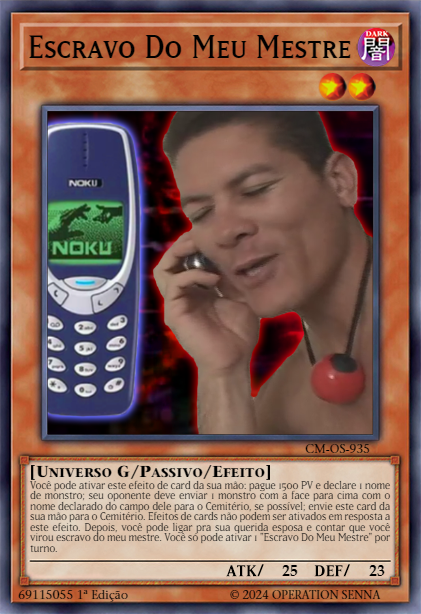 Escravo Do Meu Mestre
DARK
闇
NOKU
NOKU
CM-OS-935
[Universo G/Passivo/Efeito]
Você pode ativar este efeito de card da sua mão: pague 1500 PV e declare 1 nome
de monstro; seu oponente deve enviar 1 monstro com a face para cima com o
nome declarado do campo dele para o Cemitério, se possível; envie este card da
sua mão para o Cemitério. Efeitos de cards não podem ser ativados em resposta a
este efeito. Depois, você pode ligar pra sua querida esposa e contar que você
virou escravo do meu mestre. Você só pode ativar 1 "Escravo Do Meu Mestre" por
turno.
ATK/ 25 DEF/ 23
69115055 1ª Edição
©2024 OPERATION SENNA